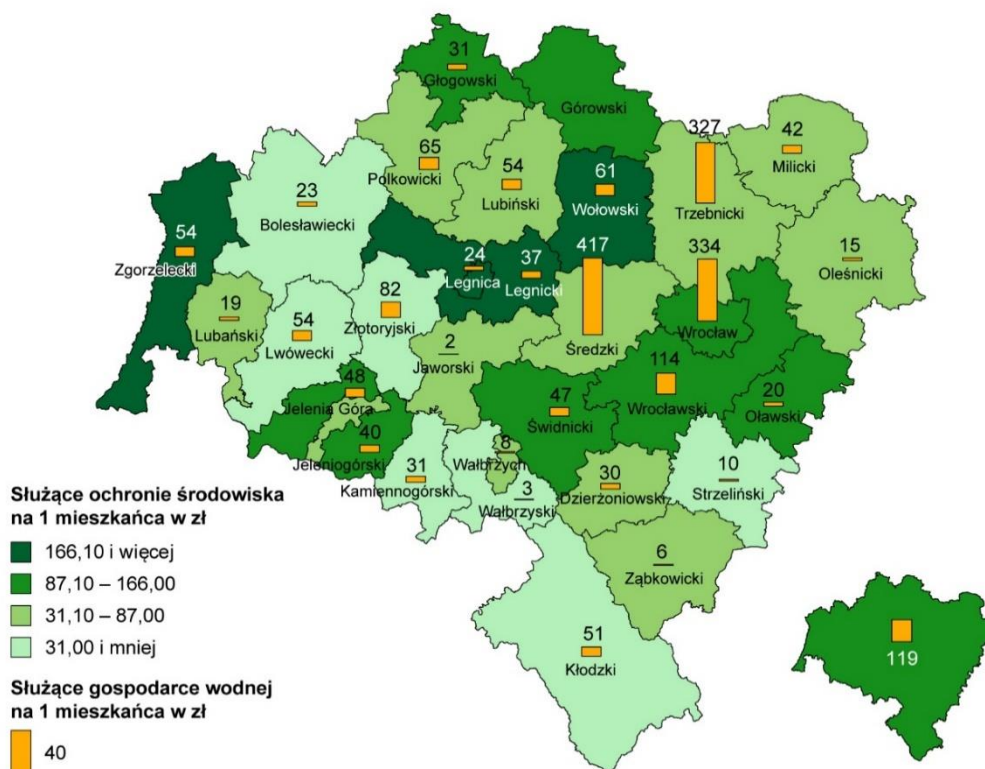 31
Głogowski
Górowski
327
Trzebnicki
42
Milicki
65
Polkowicki
54
Lubiński
61
Wołowski
23
Bolesławiecki
54
Zgorzelecki
24
Legnica
37
Legnicki
417
Średzki
334
Wrocław
15
Oleśnicki
19
Lubański
54
Lwówecki
82
Złotoryjski
2
Jaworski
48
Jelenia Góra
40
Jeleniogórski
47
Świdnicki
114
Wrocławski
20
Oławski
31
Kamiennogórski
8
Wałbrzych
3
Wałbrzyski
30
Dzierżoniowski
10
Strzeliński
6
Ząbkowicki
51
Kłodzki
119
Służące ochronie środowiska
na 1 mieszkańca w zł
166,10 i więcej
87,10 – 166,00
31,10 – 87,00
31,00 i mniej
Służące gospodarce wodnej
na 1 mieszkańca w zł
40